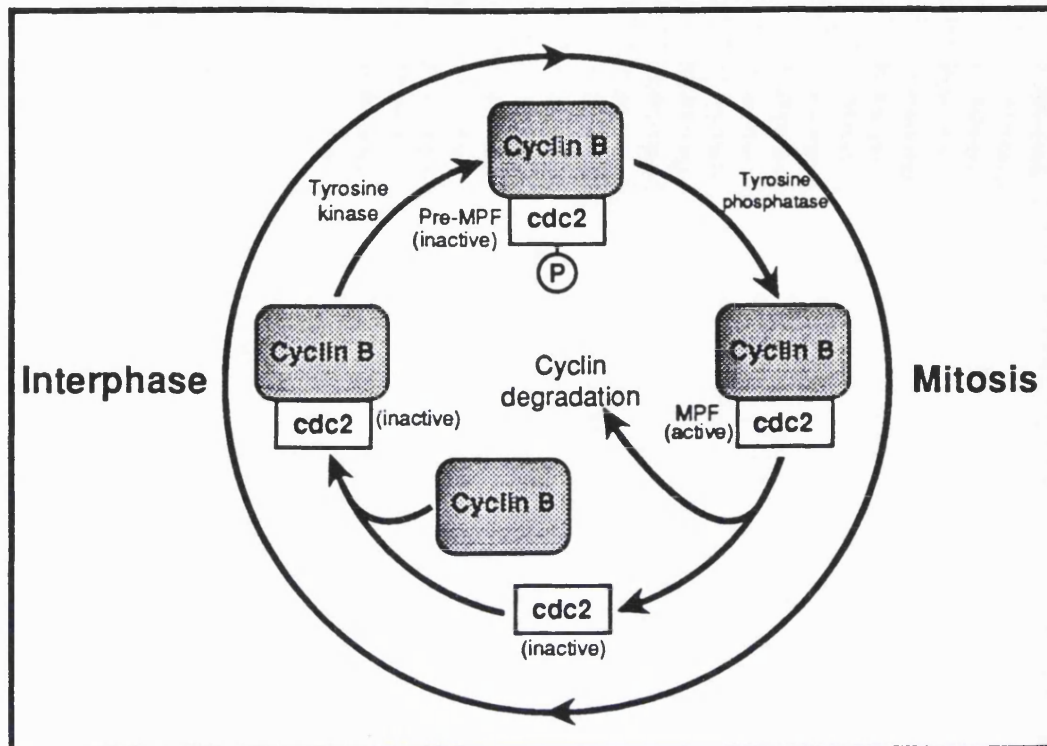 Cyclin B
cdc2
P
Pre-MPF
(inactive)
Tyrosine
kinase
Tyrosine
phosphatase
Interphase
Cyclin B
cdc2
(inactive)
Cyclin
degradation
Cyclin B
MPF
(active)
cdc2
Mitosis
Cyclin B
cdc2
(inactive)